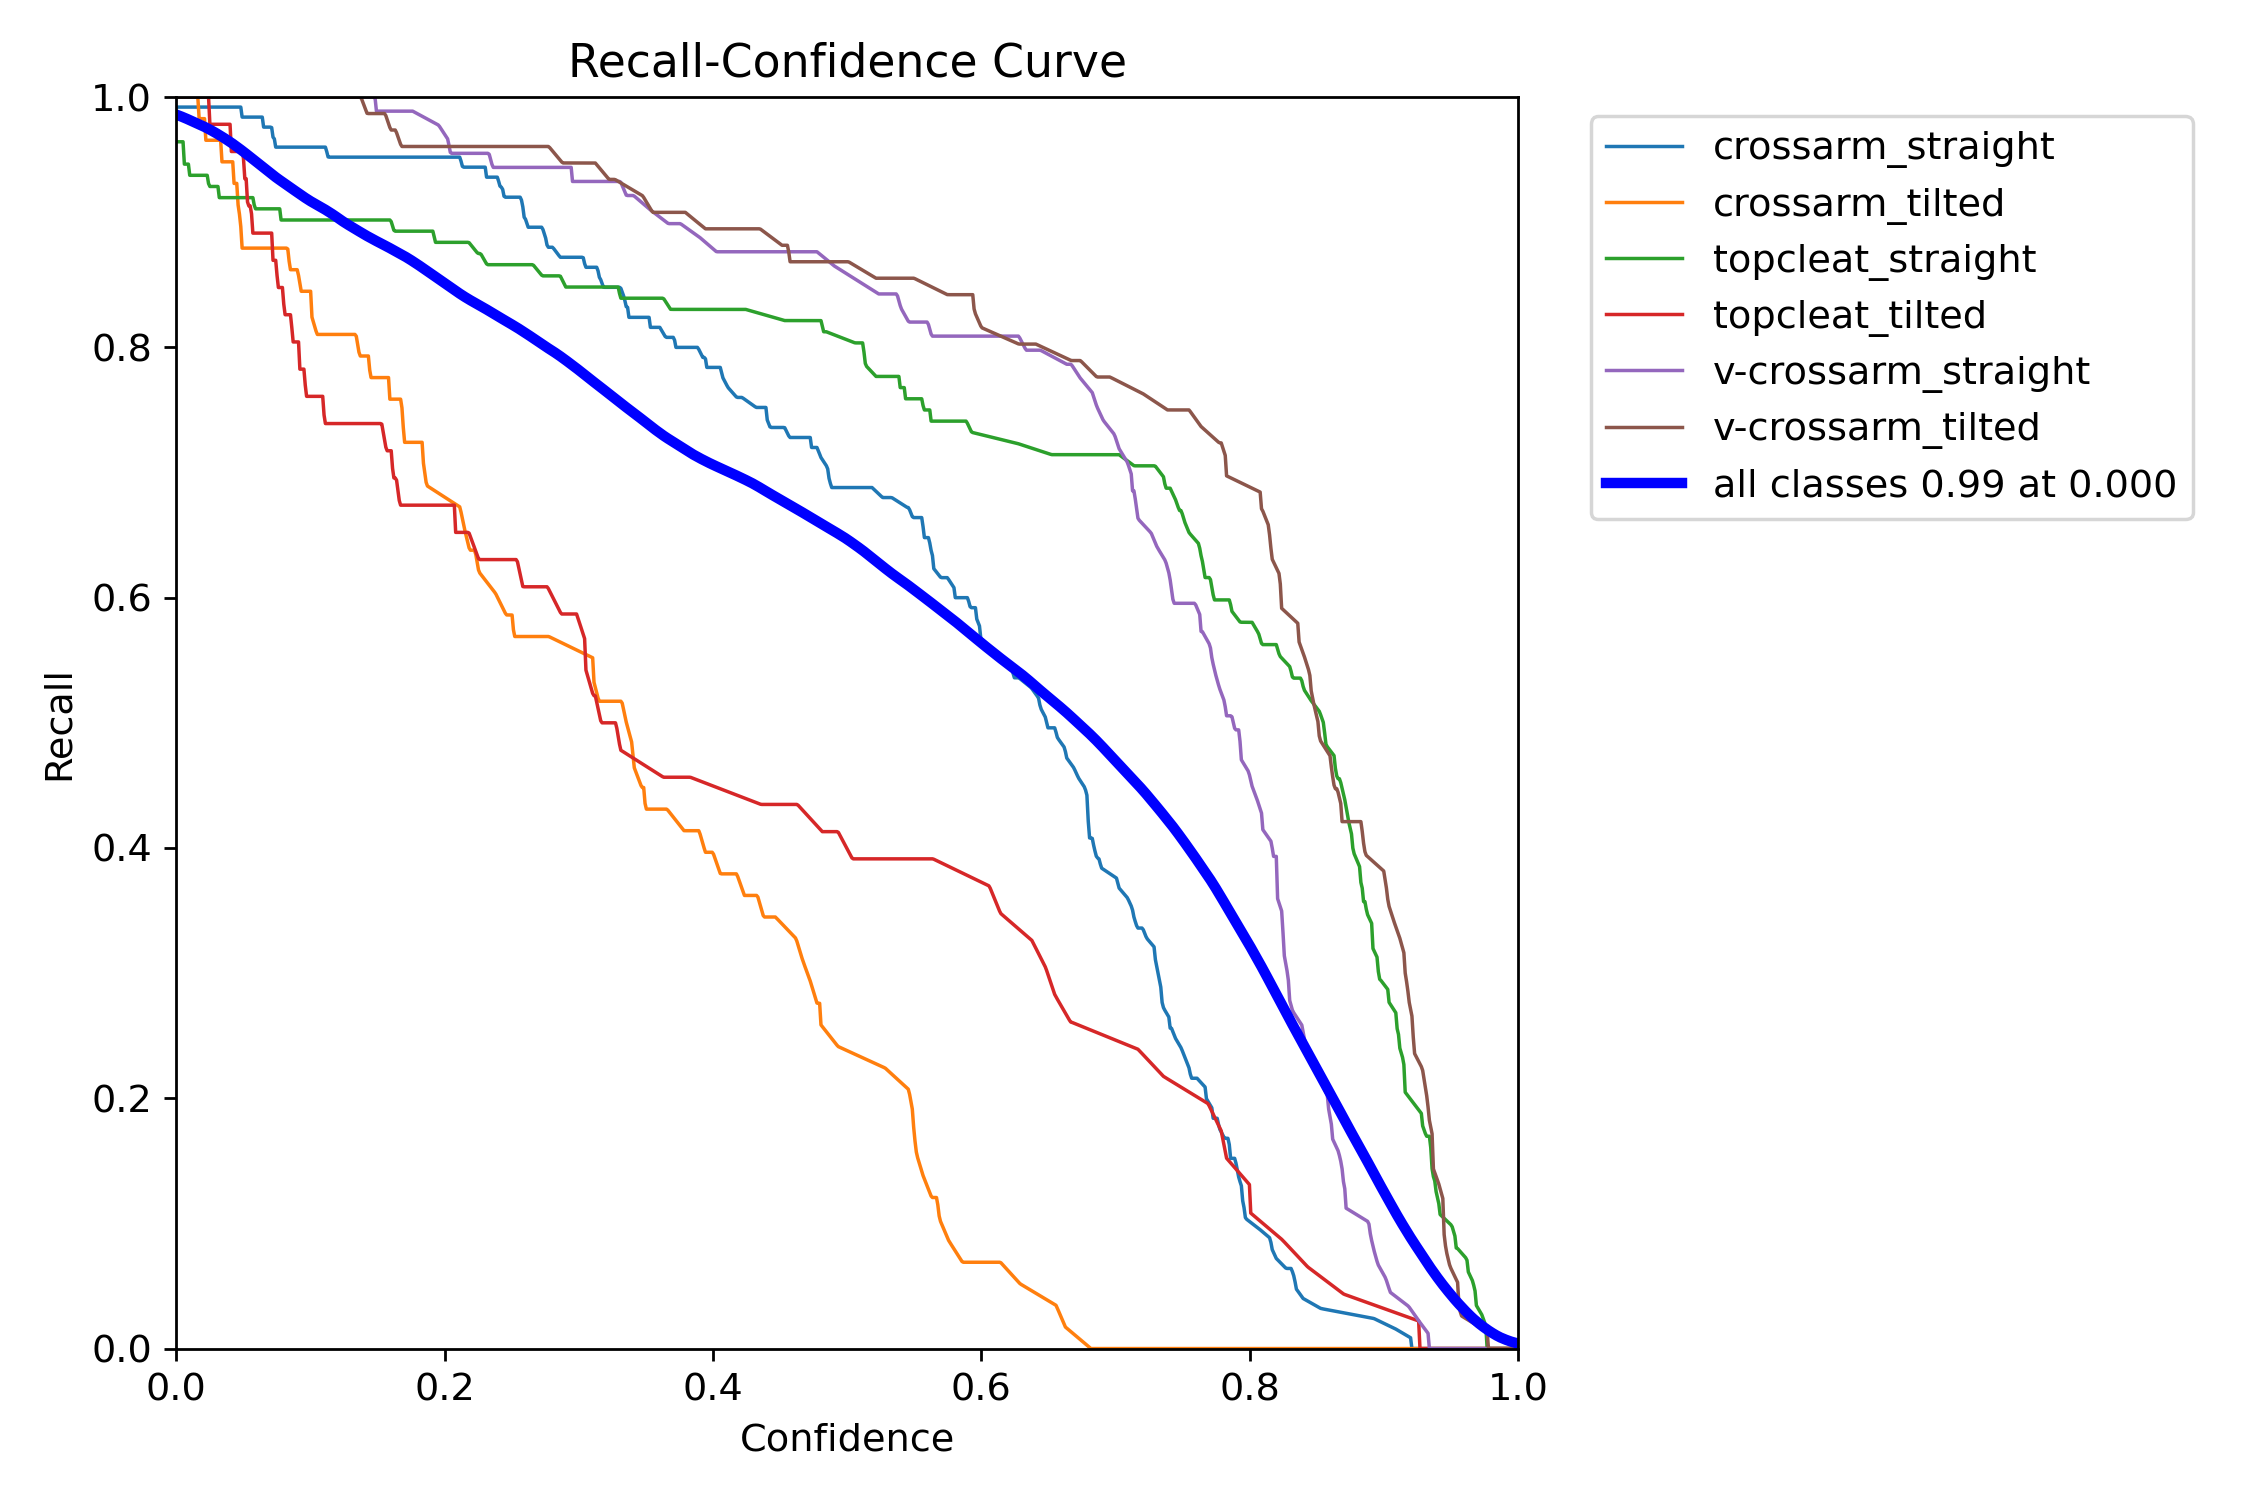 Recall-Confidence Curve
1.0
0.8
0.6
0.4
0.2
0.0
Recall
0.0 0.2 0.4 0.6 0.8 1.0
Confidence
crossarm_straight
crossarm_tilted
topcleat_straight
topcleat_tilted
v-crossarm_straight
v-crossarm_tilted
all classes 0.99 at 0.000